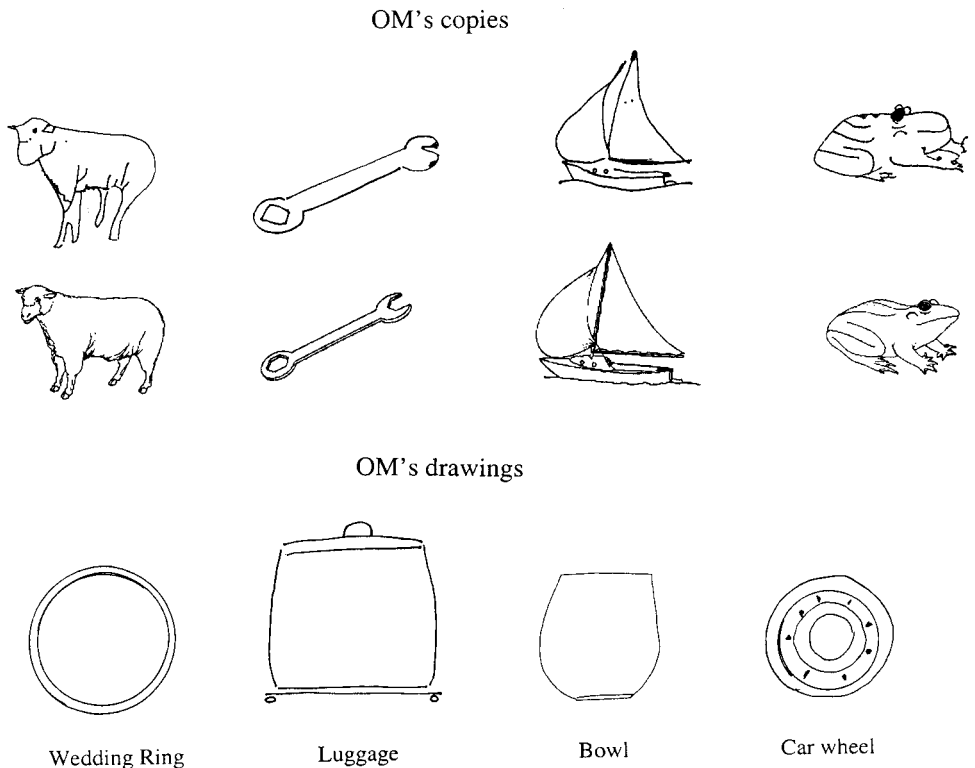 OM's copies
OM's drawings
Wedding Ring
Luggage
Bowl
Car wheel